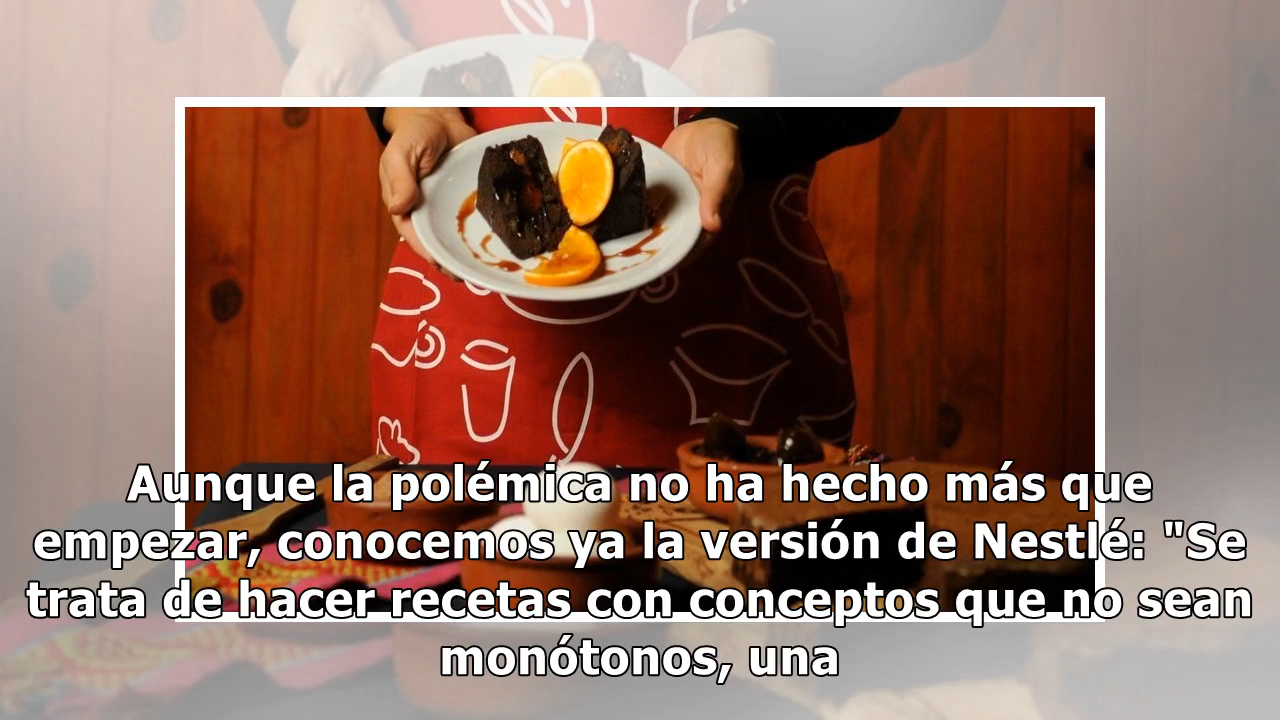 Aunque la polémica no ha hecho más que
empezar, conocemos ya la versión de Nestlé: "Se
trata de hacer recetas con conceptos que no sean
monótonos, una